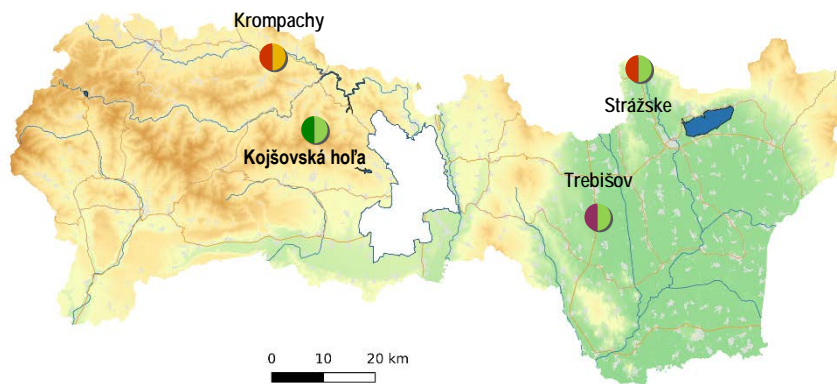 Krompachy
Strážske
Kojšovská hoľa
Trebišov
0 10 20 km